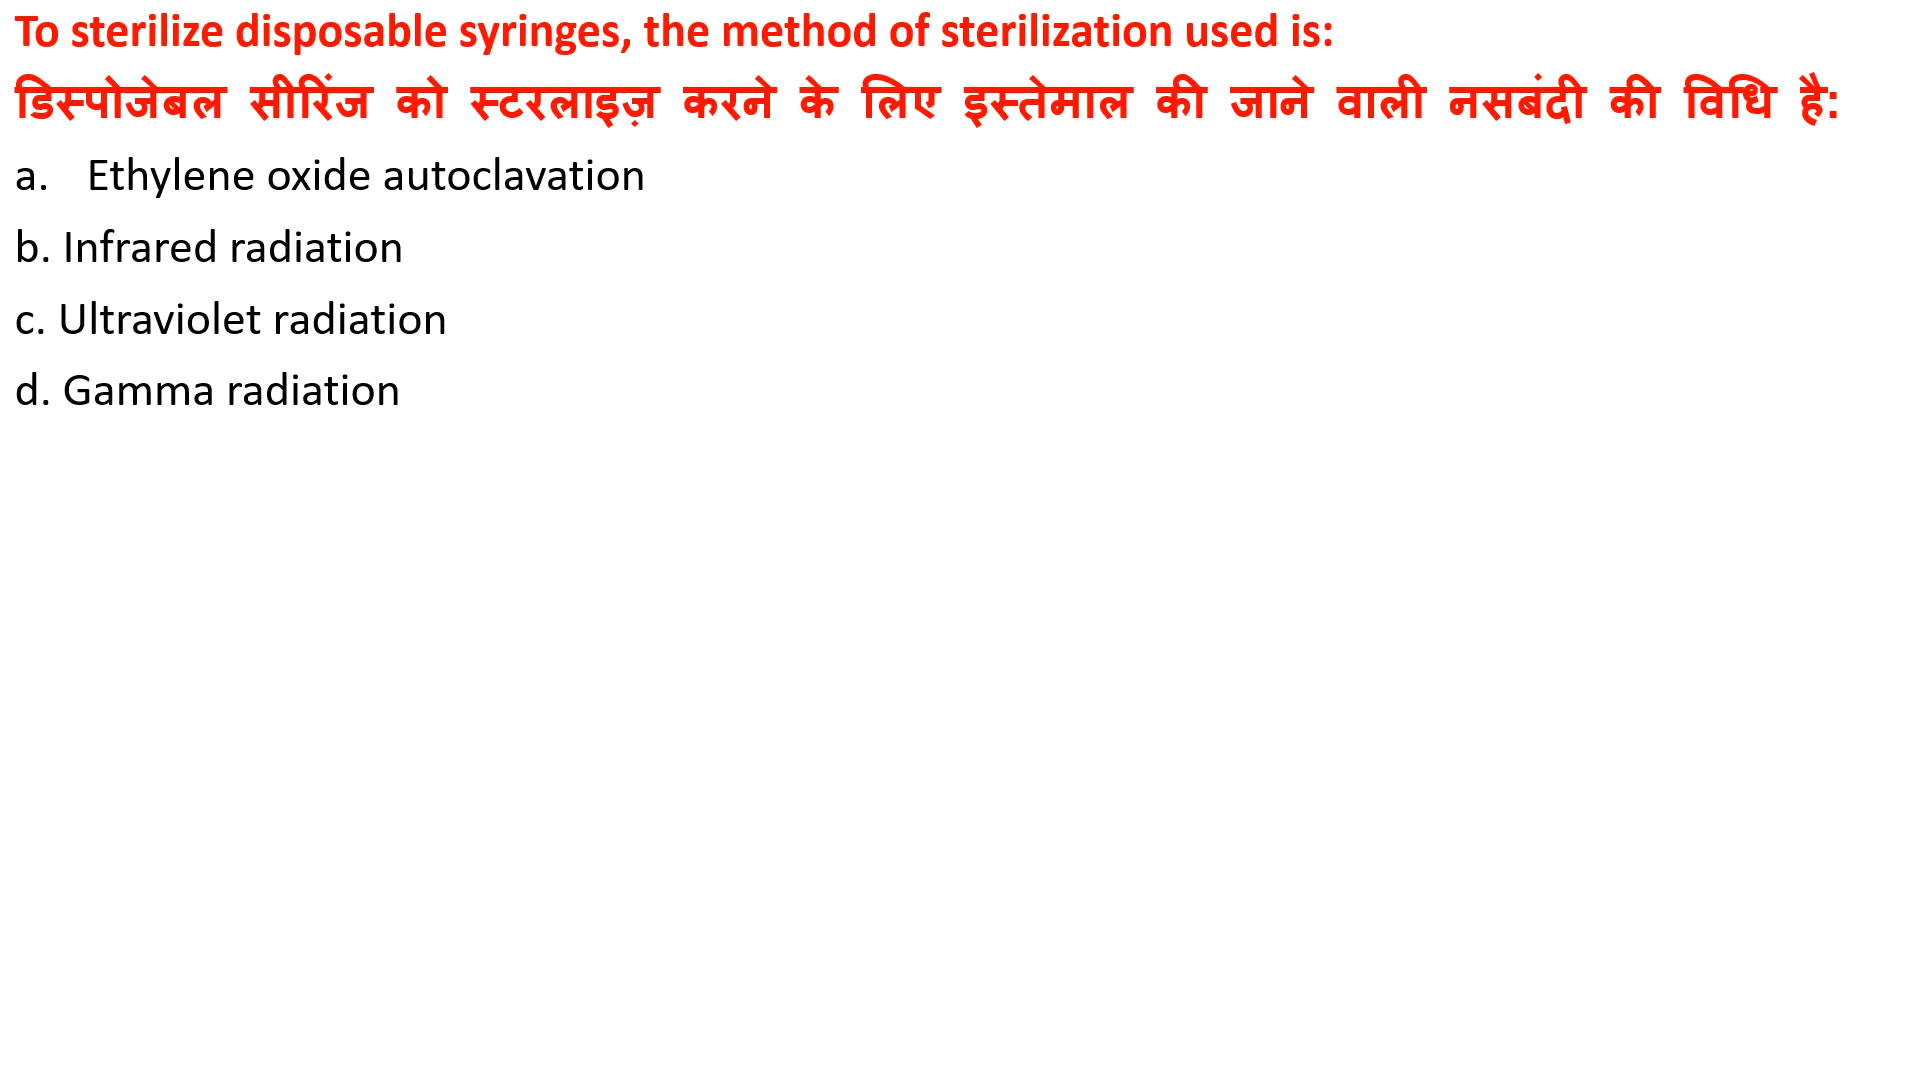 To sterilize disposable syringes, the method of sterilization used is:
डिस्पोजेबल सीरिंज को स्टरलाइज़ करने के लिए इस्तेमाल की जाने वाली नसबंदी की विधि है:
a. Ethylene oxide autoclavation
b. Infrared radiation
c. Ultraviolet radiation
d. Gamma radiation